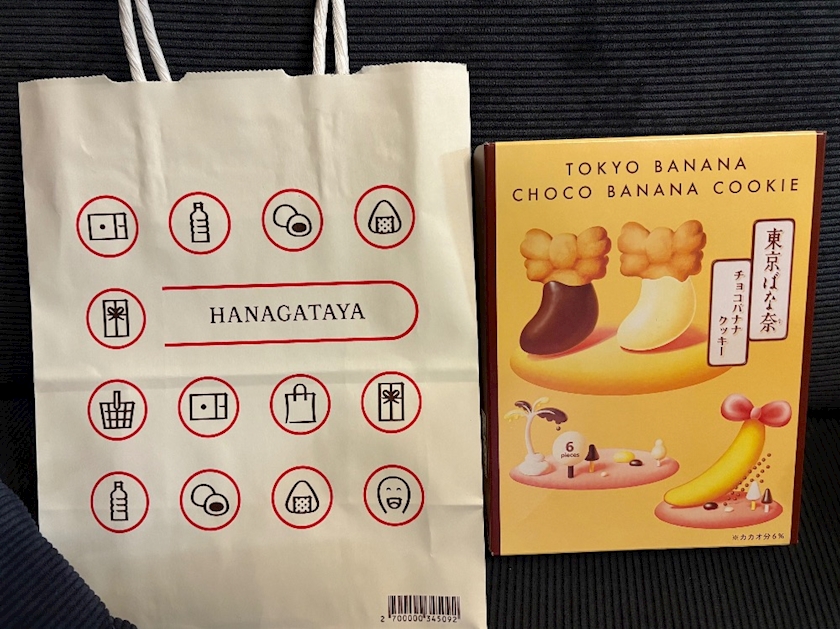 HANAGATAYA
2 700000 345092
TOKYO BANANA
CHOCO BANANA COOKIE
東京ばな奈
チョコバナナ
クッキー
6
pieces
※カカオ分6%